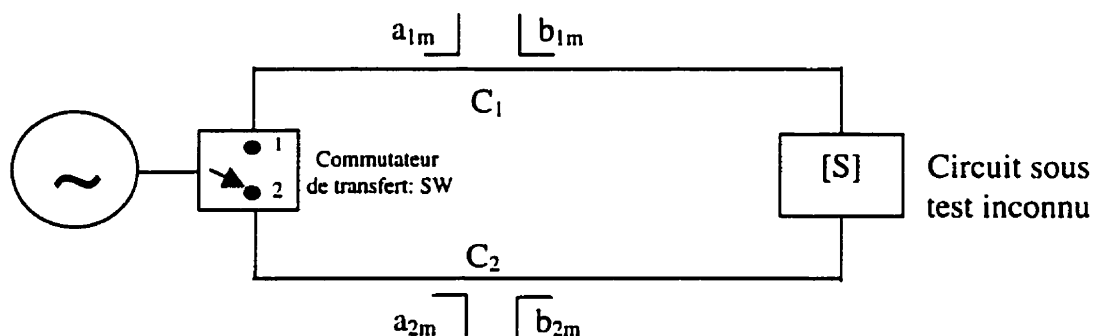 a1m b1m
C1
1
2
Commutateur
de transfert: SW
~
[S]
Circuit sous
test inconnu
C2
a2m b2m